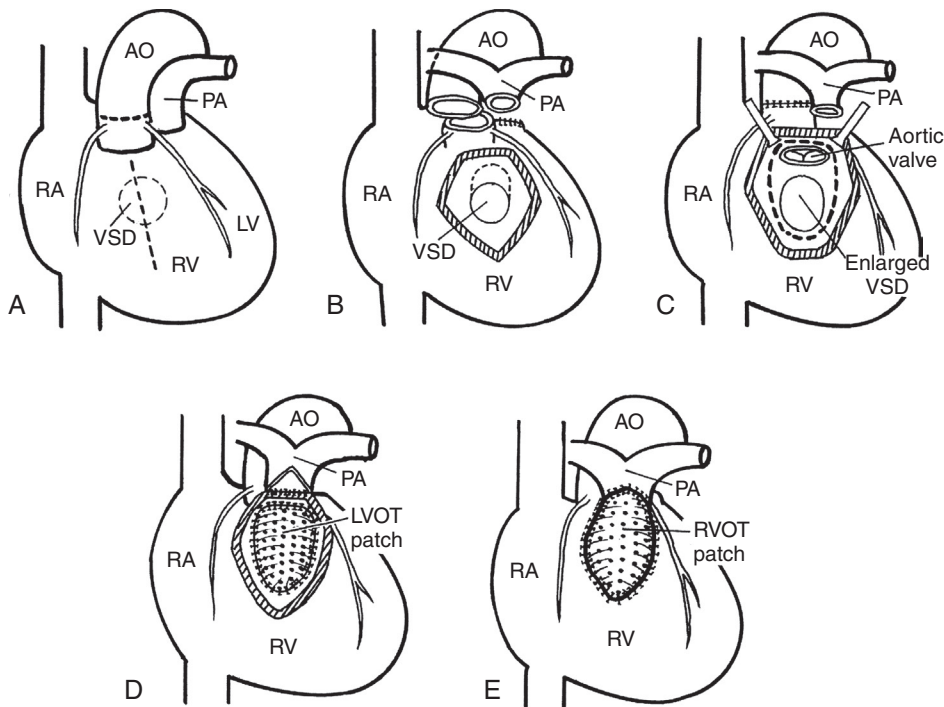 AO
PA
RA
VSD
LV
RV
A
AO
PA
RA
VSD
RV
B
AO
PA
Aortic
valve
RA
Enlarged
VSD
RV
C
AO
PA
LVOT
patch
RA
RV
D
AO
PA
RVOT
patch
RA
RV
E